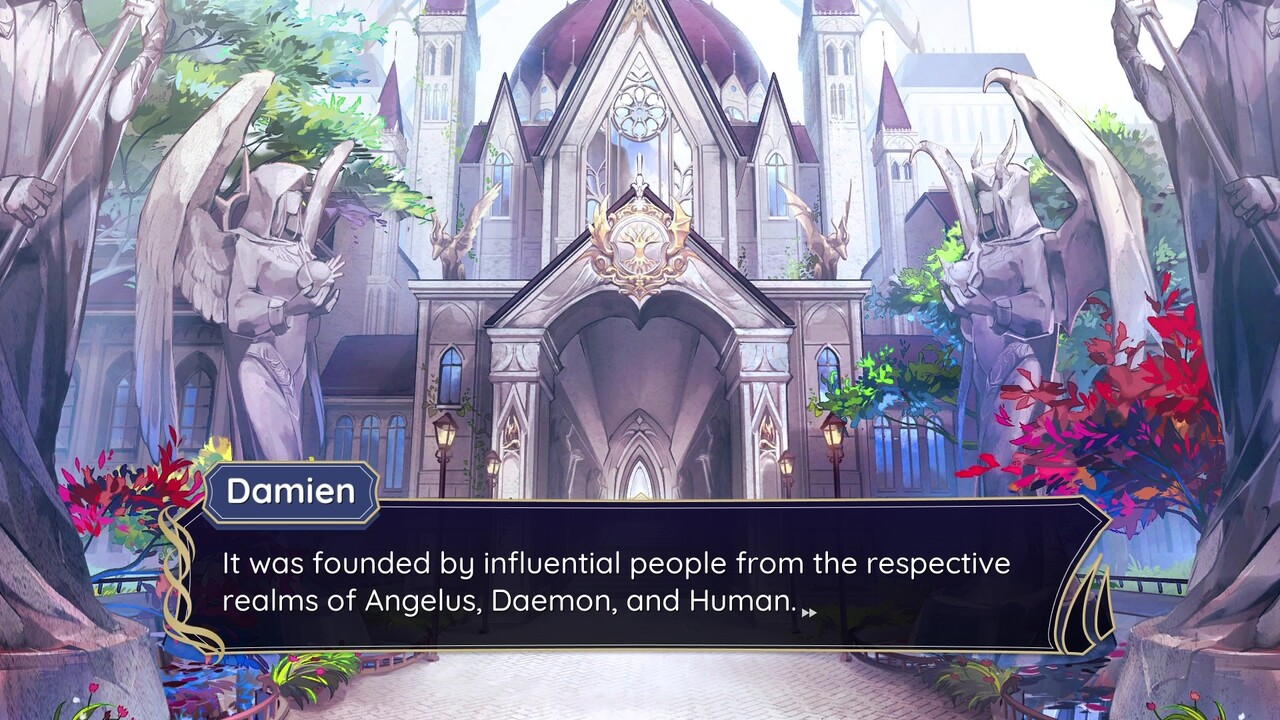 Damien
It was founded by influential people from the respective
realms of Angelus, Daemon, and Human.